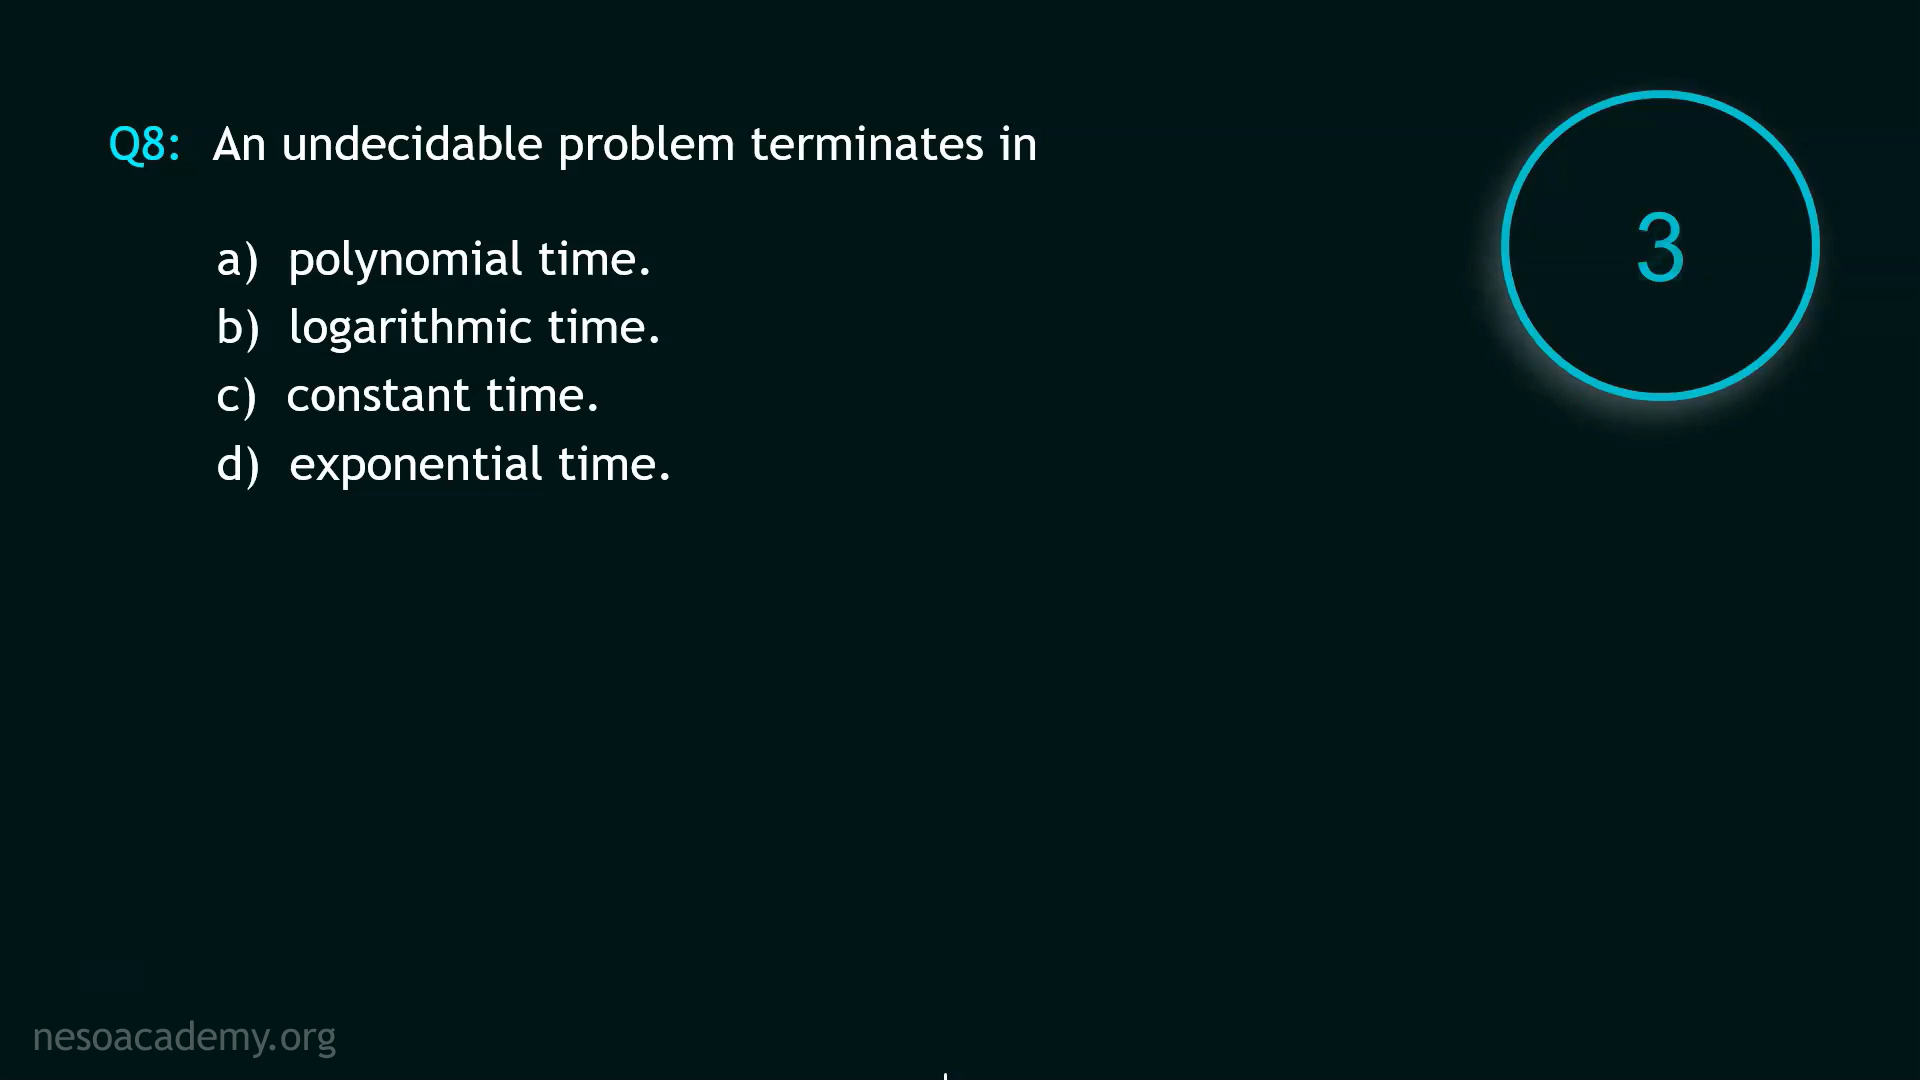 Q8: An undecidable problem terminates in
3
a) polynomial time.
b) logarithmic time.
c) constant time.
d) exponential time.
nesoacademy.org